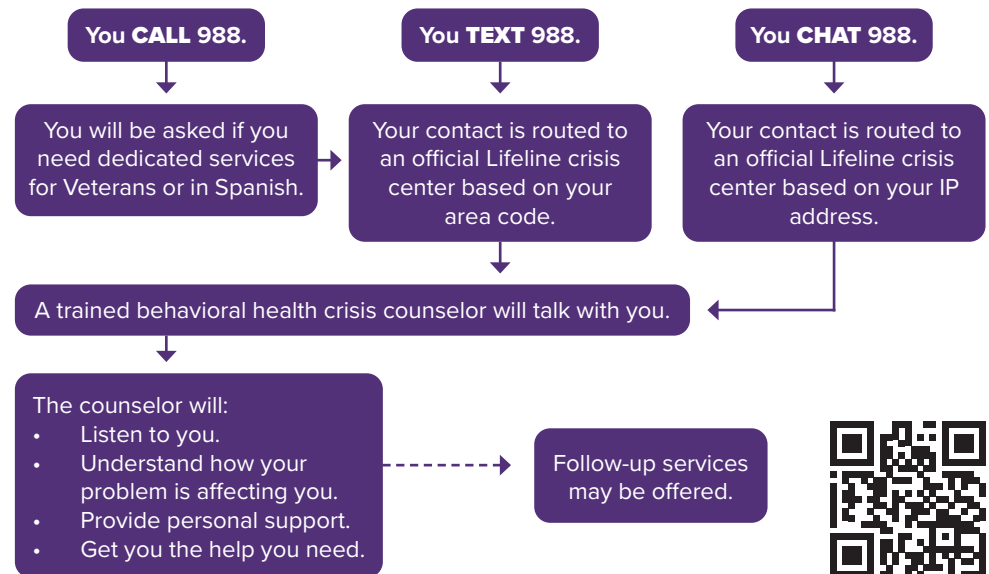 You CALL 988.
You TEXT 988.
You CHAT 988.
You will be asked if you
need dedicated services
for Veterans or in Spanish.
Your contact is routed to
an official Lifeline crisis
center based on your
area code.
Your contact is routed to
an official Lifeline crisis
center based on your IP
address.
A trained behavioral health crisis counselor will talk with you.
The counselor will:
• Listen to you.
• Understand how your
problem is affecting you.
• Provide personal support.
• Get you the help you need.
Follow-up services
may be offered.